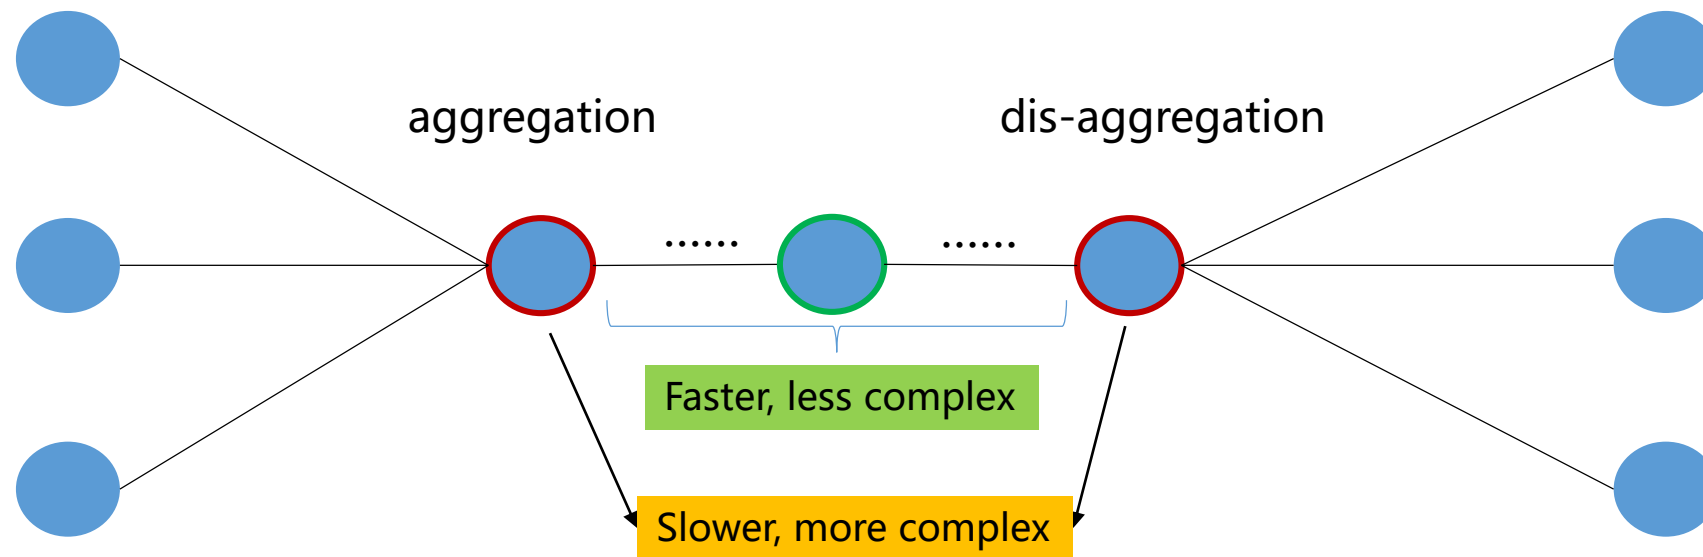 aggregation
dis-aggregation
......
......
Faster, less complex
Slower, more complex